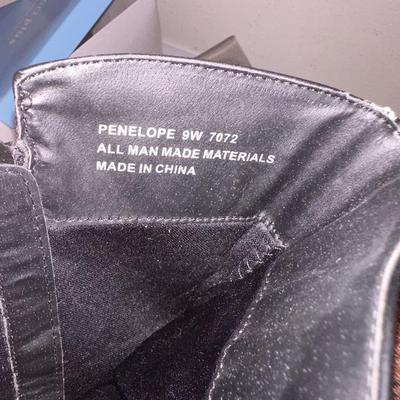 PENELOPE 9W 7072
ALL MAN MADE MATERIALS
MADE IN CHINA